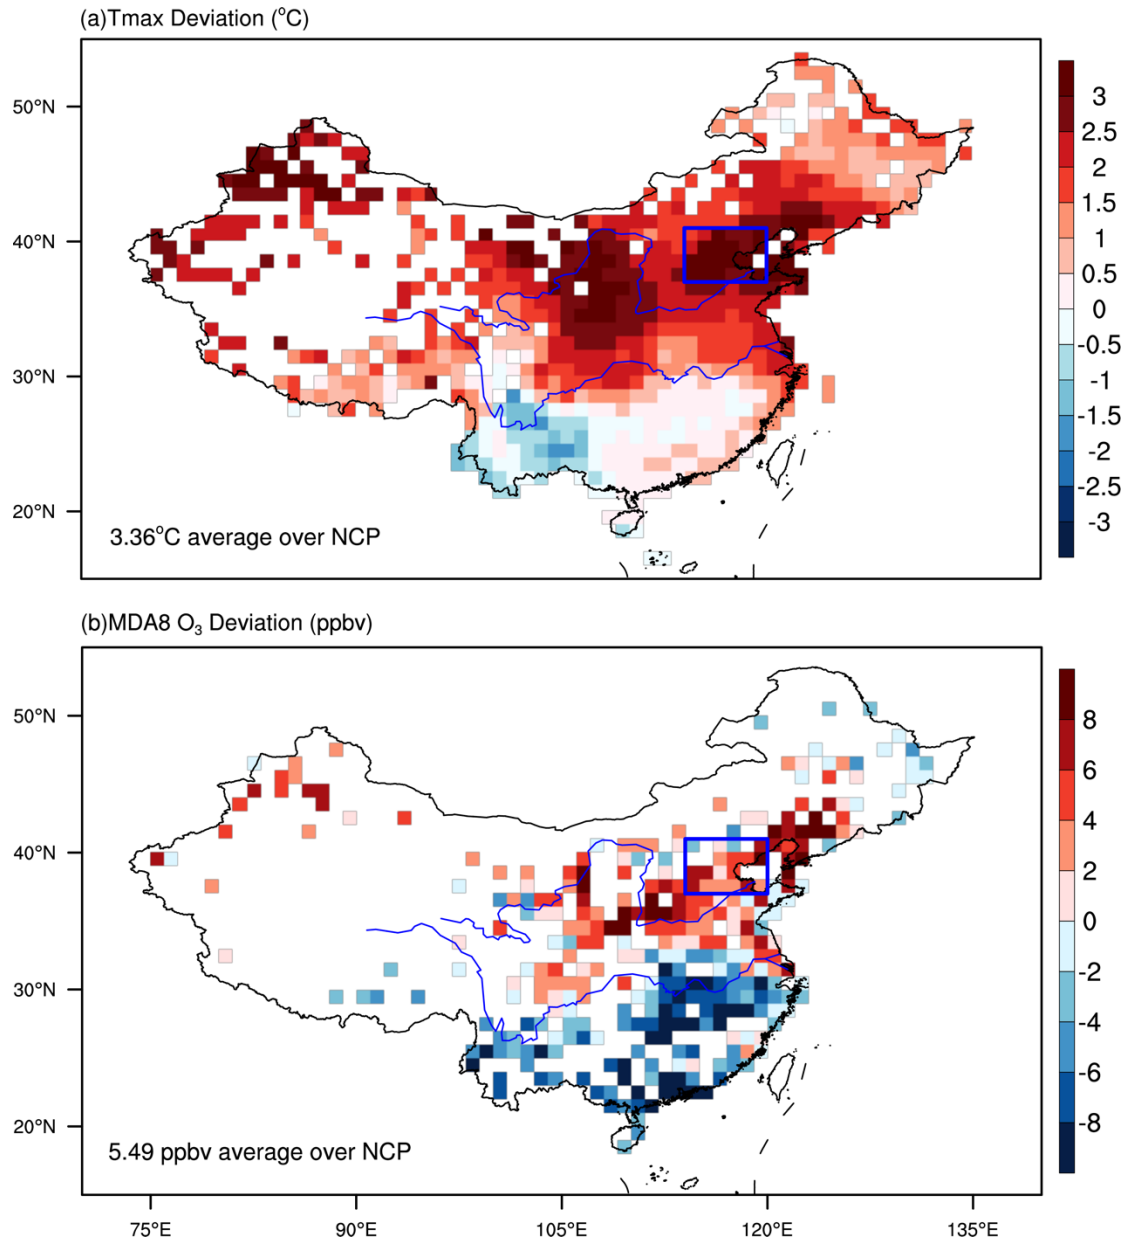 (a)Tmax Deviation (°C)
50°N
40°N
30°N
20°N
3.36°C average over NCP
3
2.5
2
1.5
1
0.5
0
-0.5
-1
-1.5
-2
-2.5
-3
(b)MDA8 O₃ Deviation (ppbv)
50°N
40°N
30°N
20°N
5.49 ppbv average over NCP
8
6
4
2
0
-2
-4
-6
-8
75°E 90°E 105°E 120°E 135°E